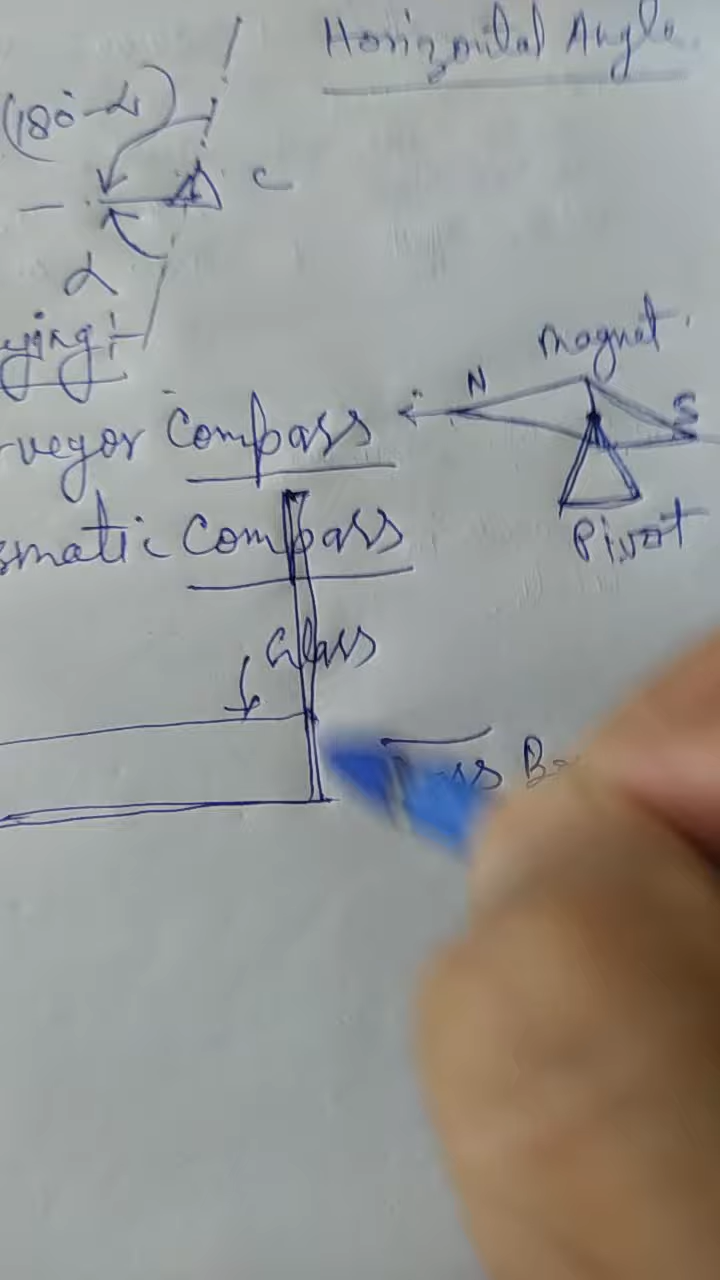 Horizontal Angle
(180-α)
C
α
magnet.
N
S
Compass
Compass
Pivot
Glass